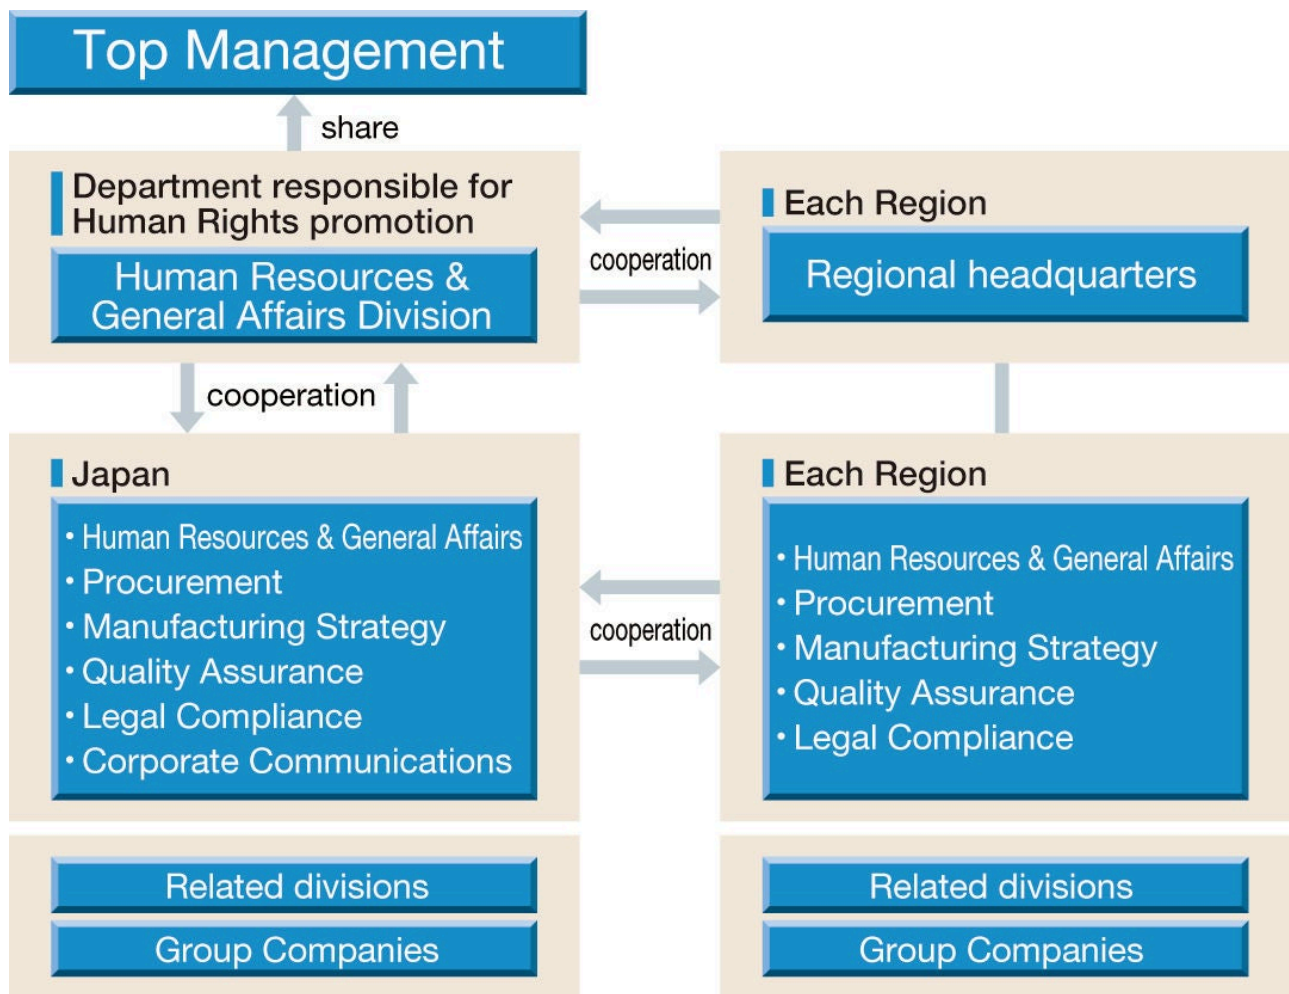 Top Management
share
Department responsible for
Human Rights promotion
Human Resources &
General Affairs Division
cooperation
Each Region
Regional headquarters
cooperation
Japan
• Human Resources & General Affairs
• Procurement
• Manufacturing Strategy
• Quality Assurance
• Legal Compliance
• Corporate Communications
cooperation
Each Region
• Human Resources & General Affairs
• Procurement
• Manufacturing Strategy
• Quality Assurance
• Legal Compliance
Related divisions
Group Companies
Related divisions
Group Companies